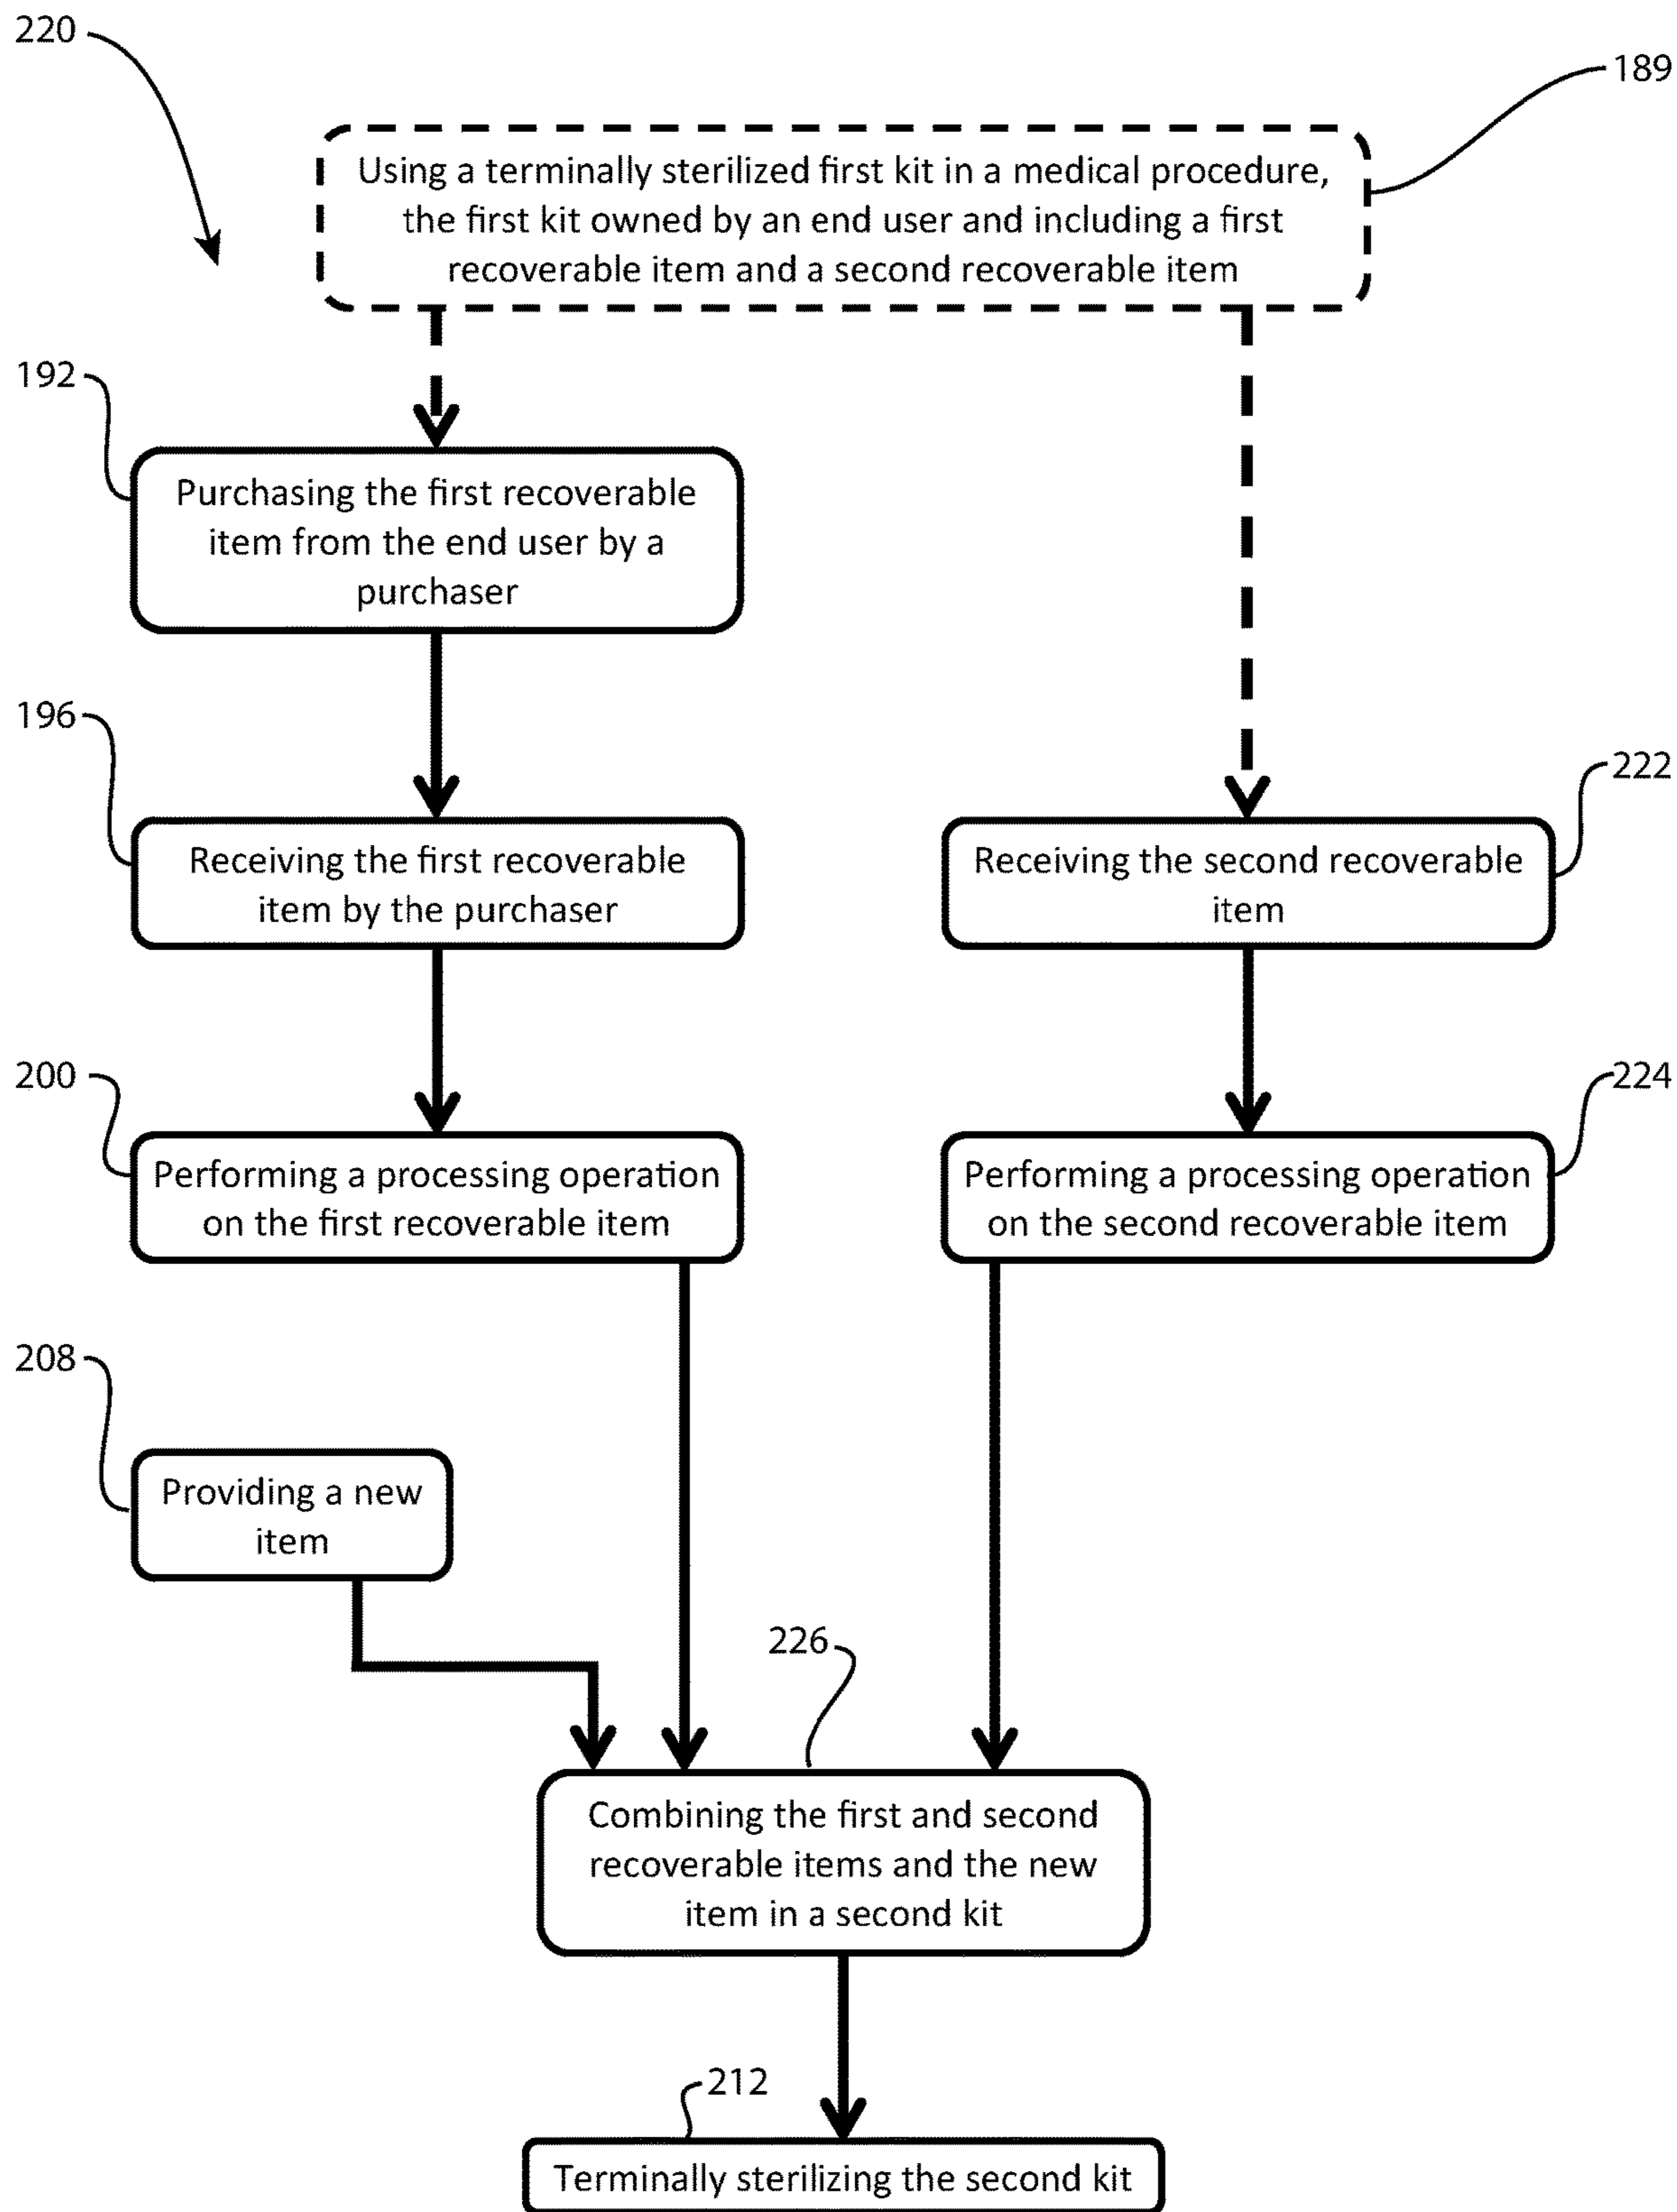 220
189
Using a terminally sterilized first kit in a medical procedure,
the first kit owned by an end user and including a first
recoverable item and a second recoverable item
192
Purchasing the first recoverable
item from the end user by a
purchaser
196
Receiving the first recoverable
item by the purchaser
222
Receiving the second recoverable
item
200
Performing a processing operation
on the first recoverable item
224
Performing a processing operation
on the second recoverable item
208
Providing a new
item
226
Combining the first and second
recoverable items and the new
item in a second kit
212
Terminally sterilizing the second kit